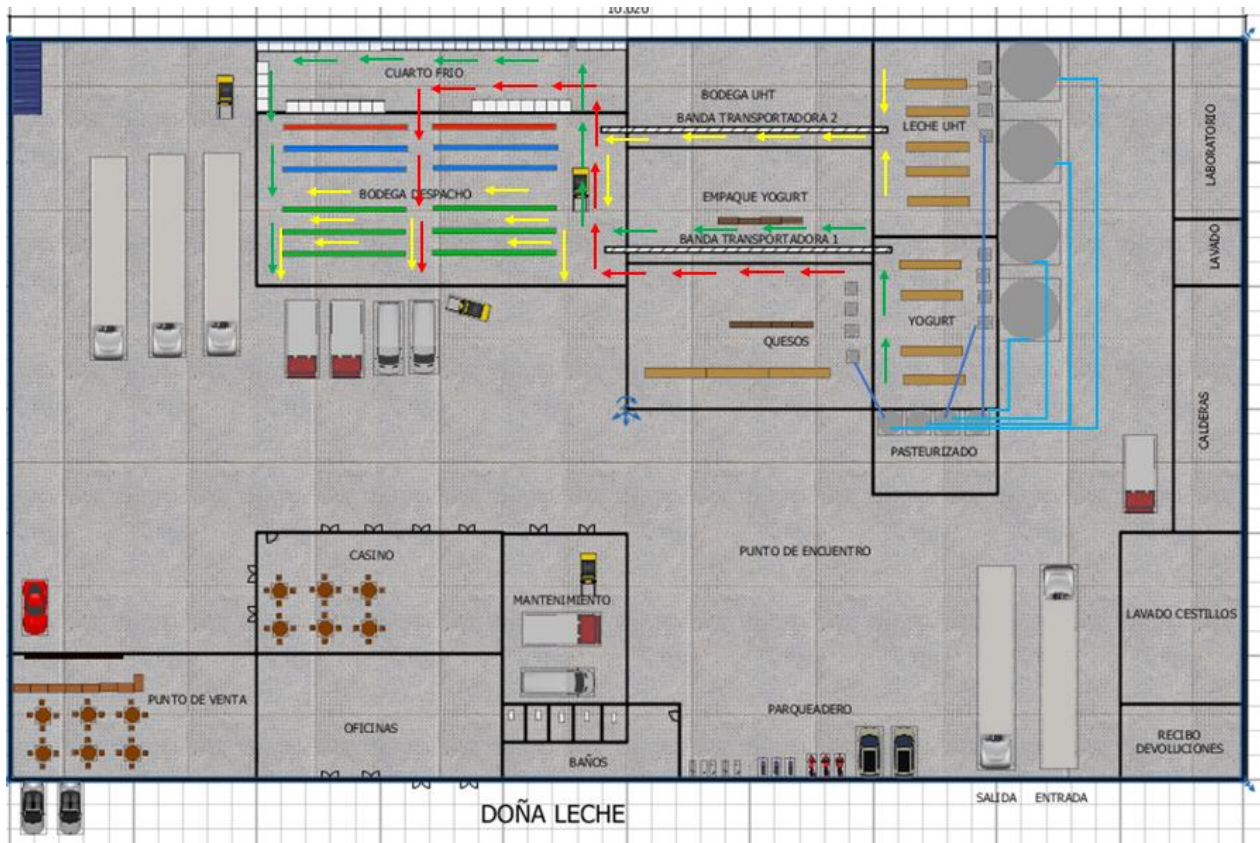 10.020
CUARTO FRIO
BODEGA UHT
BANDA TRANSPORTADORA 2
LECHE UHT
LABORATORIO
BODEGA DESPACHO
EMPAQUE YOGURT
BANDA TRANSPORTADORA 1
LAVADO
YOGURT
QUESOS
CALDERAS
PASTEURIZADO
CASINO
PUNTO DE ENCUENTRO
MANTENIMIENTO
LAVADO CESTILLOS
PUNTO DE VENTA
OFICINAS
PARQUEADERO
RECIBO
DEVOLUCIONES
BAÑOS
SALIDA
ENTRADA
DOÑA LECHE